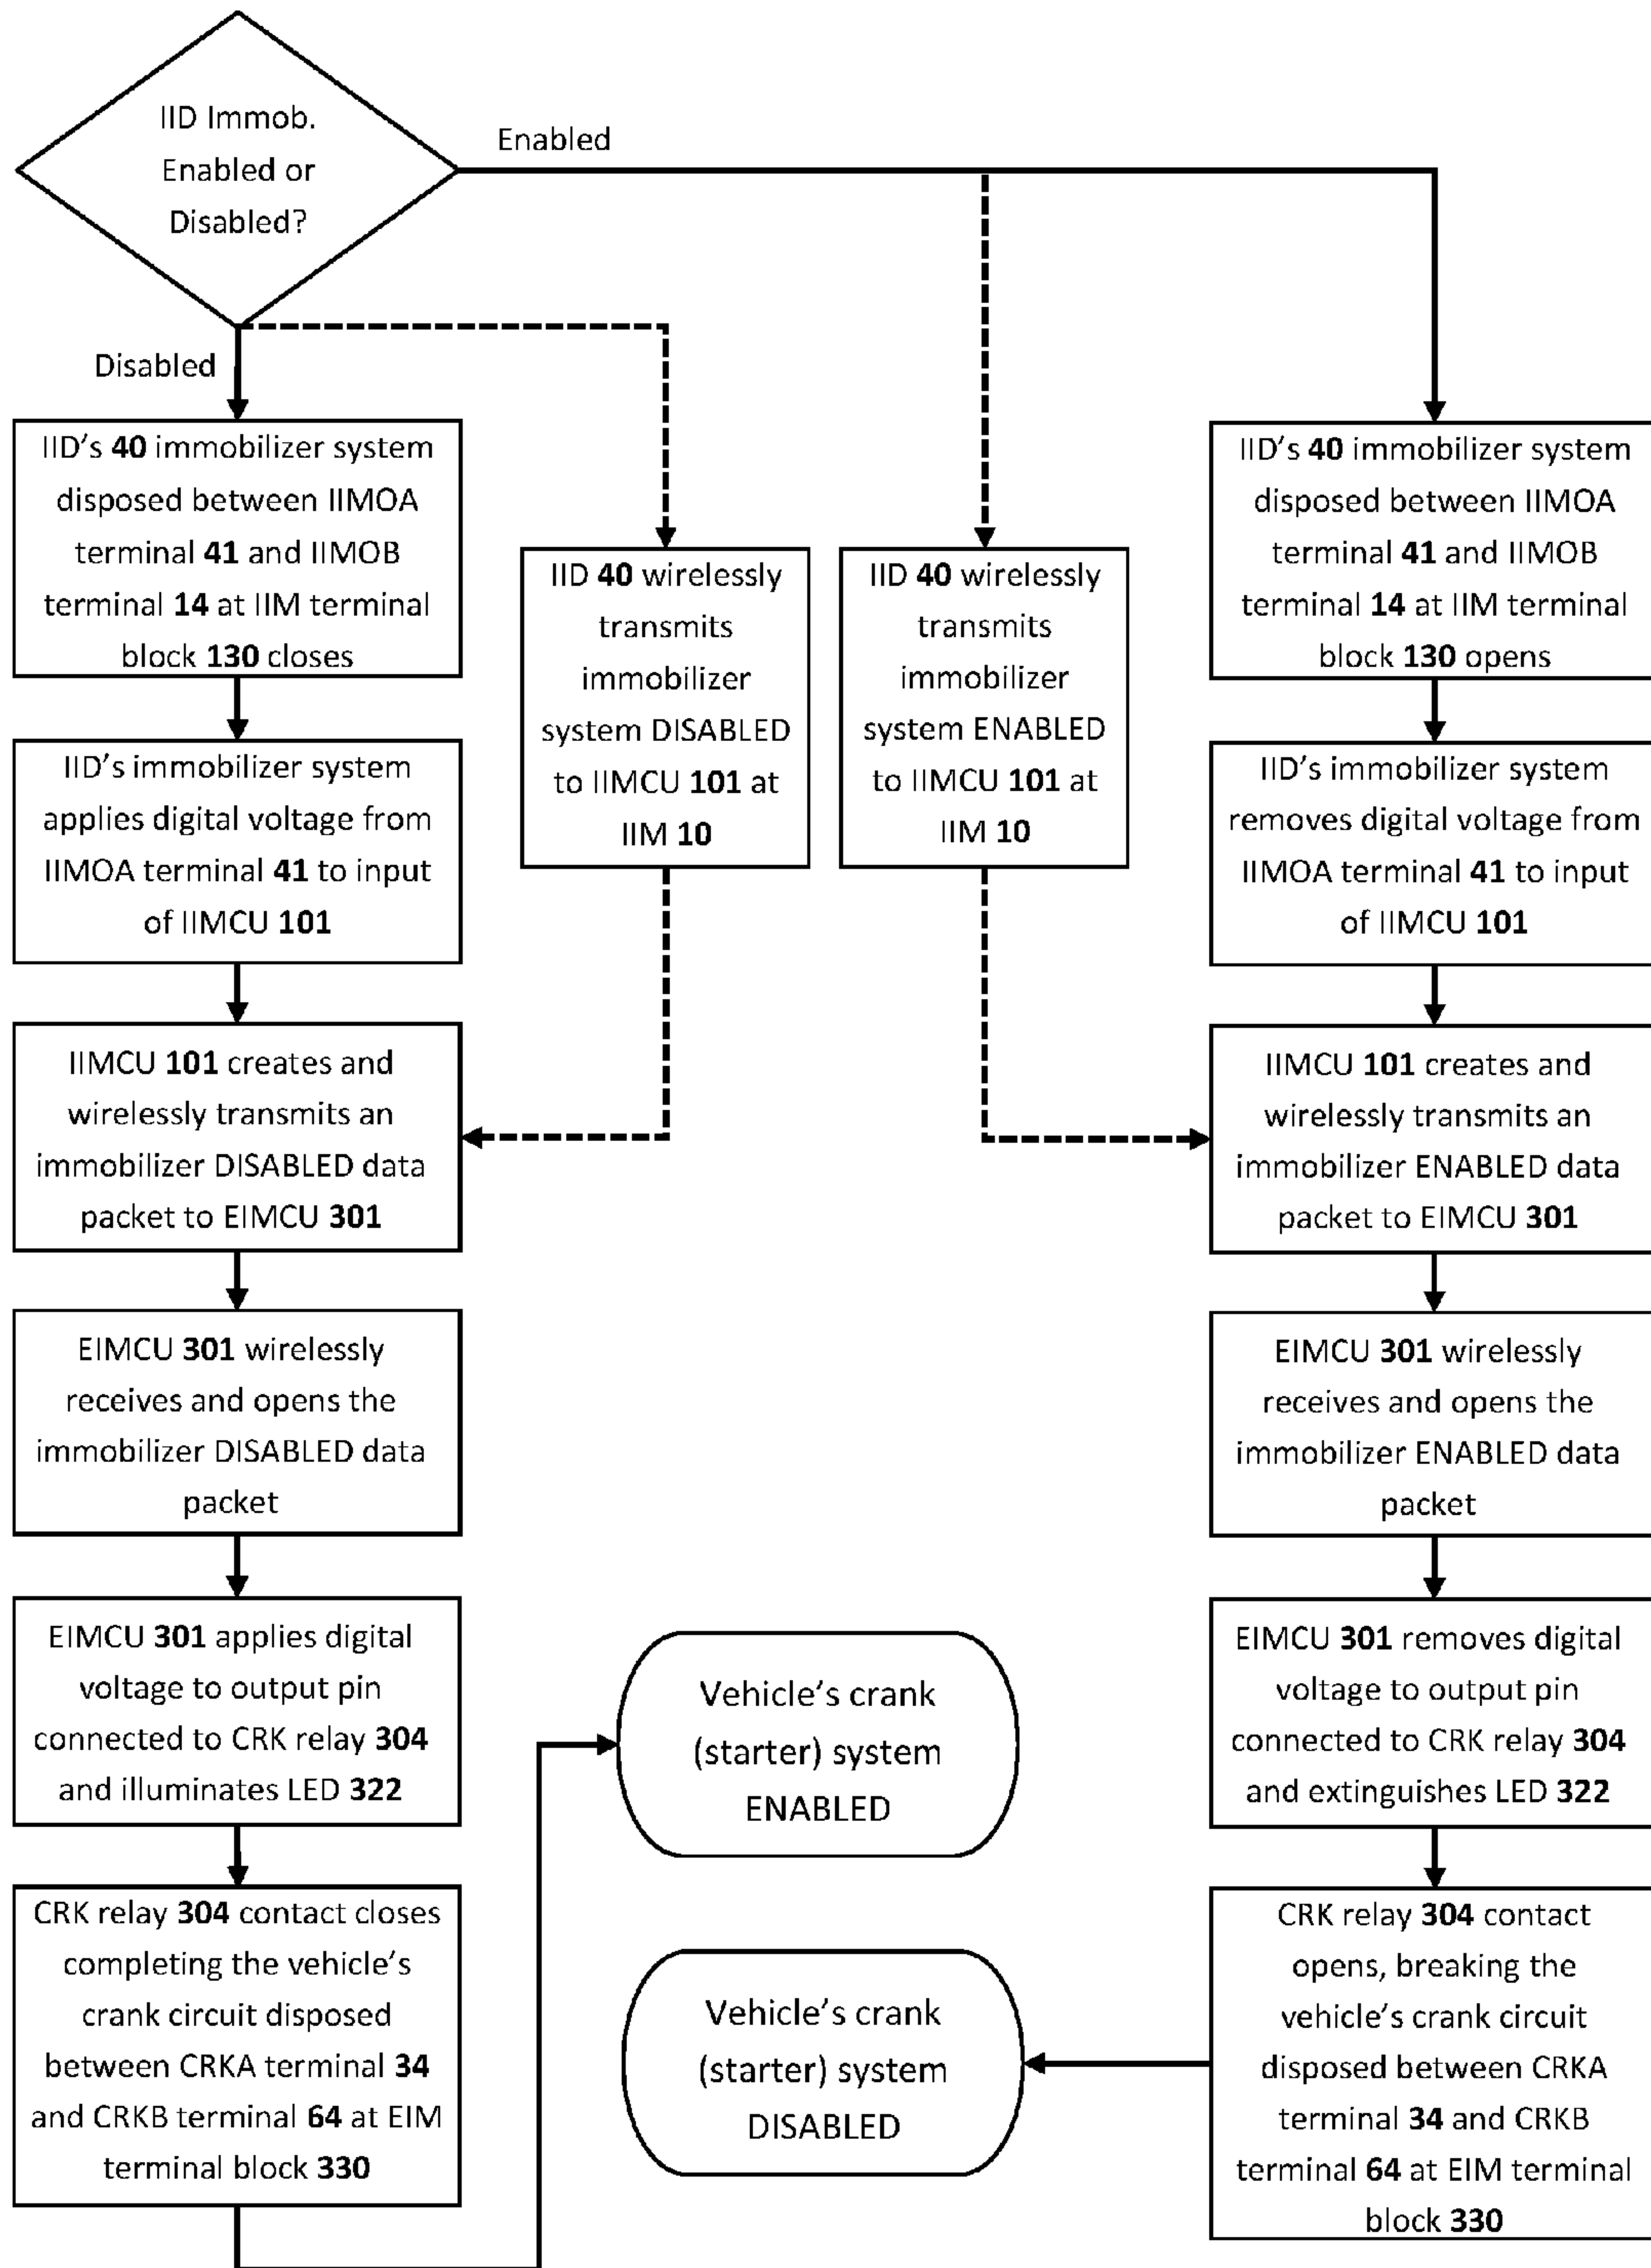 IID Immob.
Enabled or
Disabled?
Enabled
Disabled
IID's 40 immobilizer system
disposed between IIMOA
terminal 41 and IIMOB
terminal 14 at IIM terminal
block 130 closes
IID's immobilizer system
applies digital voltage from
IIMOA terminal 41 to input
of IIMCU 101
IIMCU 101 creates and
wirelessly transmits an
immobilizer DISABLED data
packet to EIMCU 301
EIMCU 301 wirelessly
receives and opens the
immobilizer DISABLED data
packet
EIMCU 301 applies digital
voltage to output pin
connected to CRK relay 304
and illuminates LED 322
CRK relay 304 contact closes
completing the vehicle's
crank circuit disposed
between CRKA terminal 34
and CRKB terminal 64 at EIM
terminal block 330
IID 40 wirelessly
transmits
immobilizer
system DISABLED
to IIMCU 101 at
IIM 10
IID 40 wirelessly
transmits
immobilizer
system ENABLED
to IIMCU 101 at
IIM 10
Vehicle's crank
(starter) system
ENABLED
Vehicle's crank
(starter) system
DISABLED
IID's 40 immobilizer system
disposed between IIMOA
terminal 41 and IIMOB
terminal 14 at IIM terminal
block 130 opens
IID's immobilizer system
removes digital voltage from
IIMOA terminal 41 to input
of IIMCU 101
IIMCU 101 creates and
wirelessly transmits an
immobilizer ENABLED data
packet to EIMCU 301
EIMCU 301 wirelessly
receives and opens the
immobilizer ENABLED data
packet
EIMCU 301 removes digital
voltage to output pin
connected to CRK relay 304
and extinguishes LED 322
CRK relay 304 contact
opens, breaking the
vehicle's crank circuit
disposed between CRKA
terminal 34 and CRKB
terminal 64 at EIM terminal
block 330